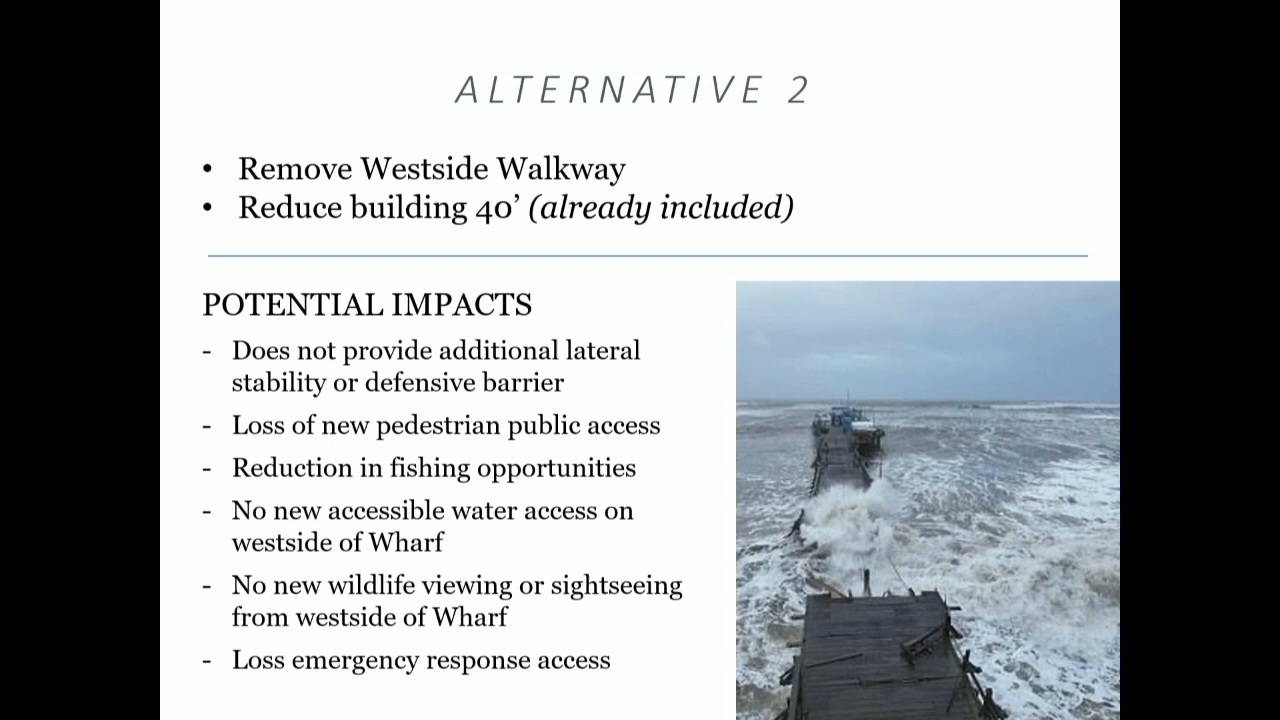 ALTERNATIVE 2
• Remove Westside Walkway
• Reduce building 40’ (already included)
POTENTIAL IMPACTS
- Does not provide additional lateral
stability or defensive barrier
- Loss of new pedestrian public access
- Reduction in fishing opportunities
- No new accessible water access on
westside of Wharf
- No new wildlife viewing or sightseeing
from westside of Wharf
- Loss emergency response access